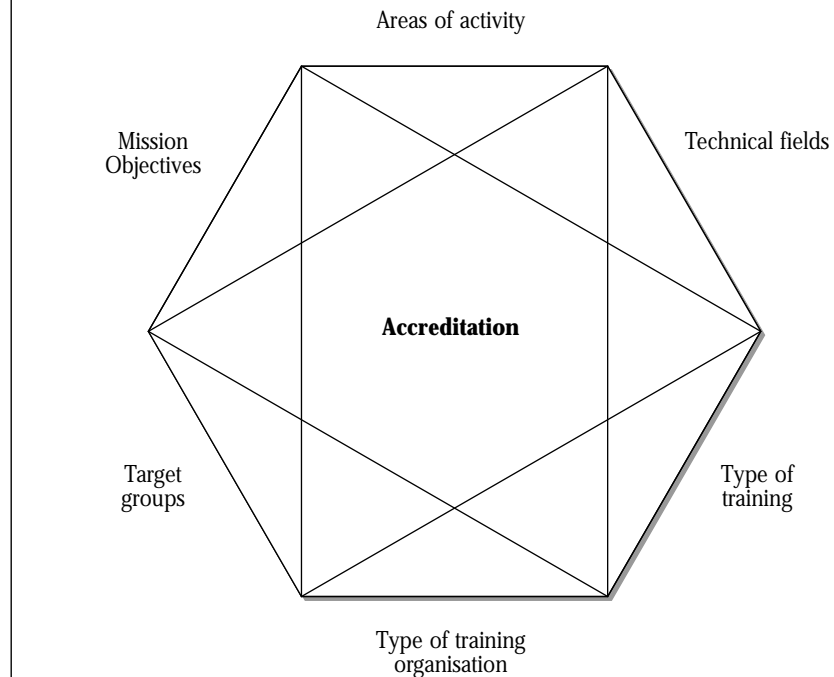 Areas of activity
Mission
Objectives
Technical fields
Accreditation
Target
groups
Type of
training
Type of training
organisation